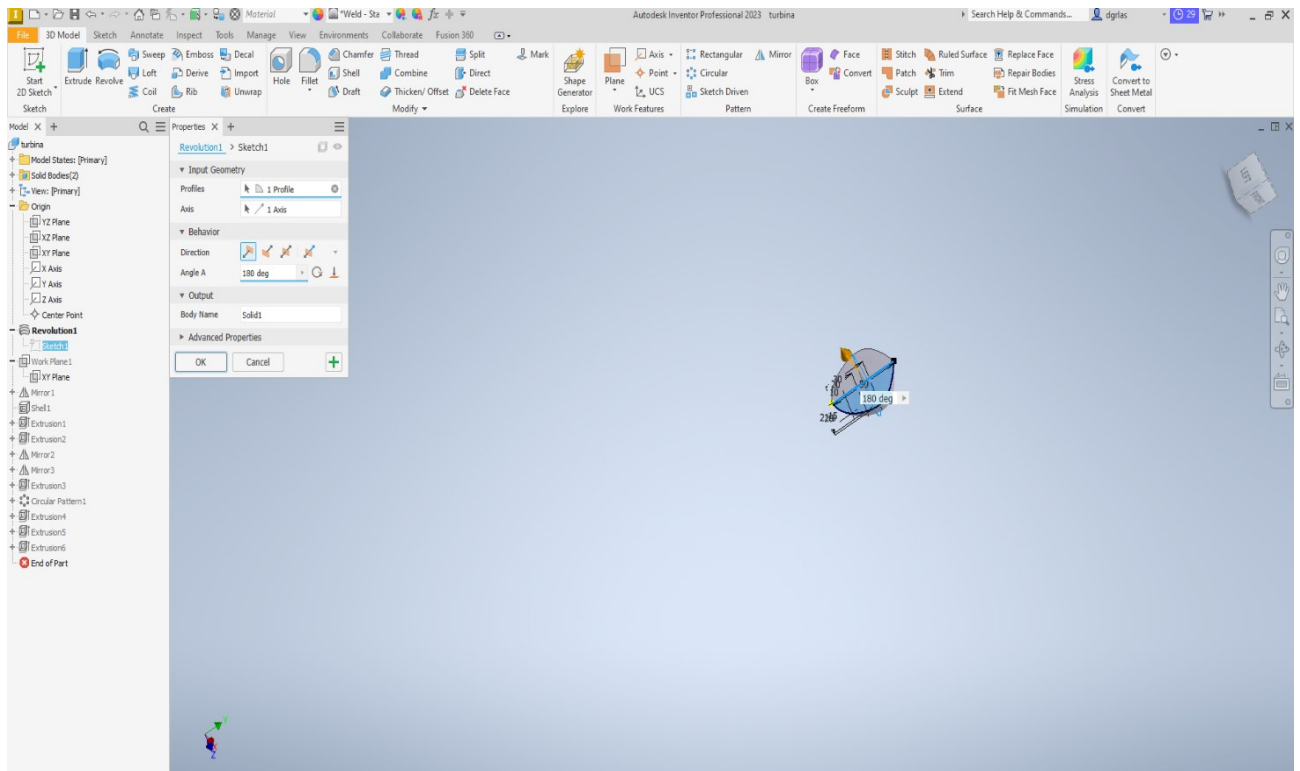 Material
*Weld - Sta
fx
Autodesk Inventor Professional 2023 turbina
Search Help & Commands...
dgrlas
29
File 3D Model Sketch Annotate Inspect Tools Manage View Environments Collaborate Fusion 360
Start 2D Sketch
Extrude Revolve
Sweep Emboss Decal
Loft Derive Import
Coil Rib Unwrap
Hole Fillet
Chamfer Thread Split Mark
Shell Combine Direct
Draft Thicken/ Offset Delete Face
Shape Generator
Plane
Axis
Point
UCS
Rectangular Mirror
Circular
Sketch Driven
Box
Face
Convert
Stitch Ruled Surface Replace Face
Patch Trim Repair Bodies
Sculpt Extend Fit Mesh Face
Stress Analysis
Convert to Sheet Metal
Sketch Create Modify Explore Work Features Pattern Create Freeform Surface Simulation Convert
Model X +
turbina
Model States: [Primary]
Solid Bodies(2)
View: [Primary]
Origin
YZ Plane
XZ Plane
XY Plane
X Axis
Y Axis
Z Axis
Center Point
Revolution1
Sketch1
Work Plane1
XY Plane
Mirror1
Shell1
Extrusion1
Extrusion2
Mirror2
Mirror3
Extrusion3
Circular Pattern1
Extrusion4
Extrusion5
Extrusion6
End of Part
Properties X +
Revolution1 > Sketch1
Input Geometry
Profiles 1 Profile
Axis 1 Axis
Behavior
Direction
Angle A 180 deg
Output
Body Name Solid1
Advanced Properties
OK Cancel
180 deg
Y
Z